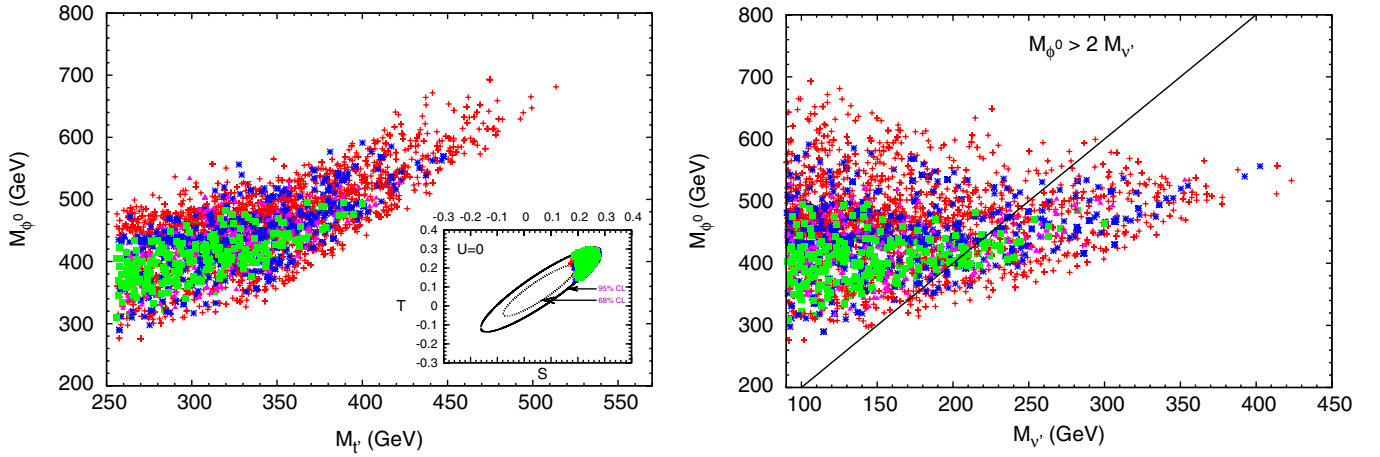 800
700
600
500
400
300
200
M_ϕ⁰ (GeV)
250 300 350 400 450 500 550
M_t' (GeV)
-0.3 -0.2 -0.1 0 0.1 0.2 0.3 0.4
0.4
0.3
0.2
0.1
0
-0.1
-0.2
-0.3
U=0
T
95% CL
68% CL
S
800
700
600
500
400
300
200
M_ϕ⁰ (GeV)
M_ϕ⁰ > 2 M_ν'
100 150 200 250 300 350 400 450
M_ν' (GeV)